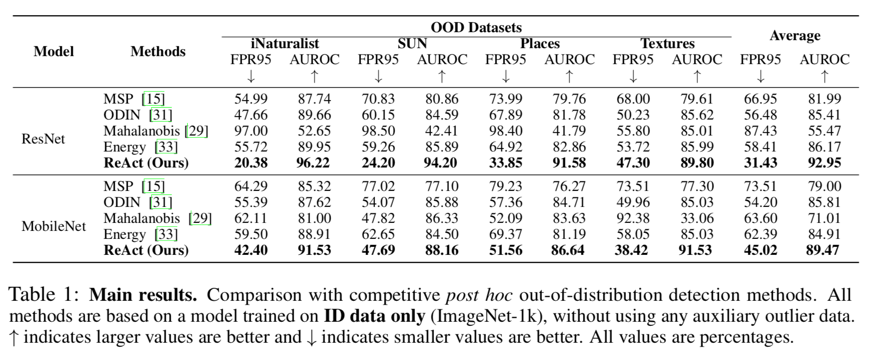 OOD Datasets
Model Methods iNaturalist SUN Places Textures Average
FPR95 AUROC FPR95 AUROC FPR95 AUROC FPR95 AUROC FPR95 AUROC
↓ ↑ ↓ ↑ ↓ ↑ ↓ ↑ ↓ ↑
ResNet
MSP [15] 54.99 87.74 70.83 80.86 73.99 79.76 68.00 79.61 66.95 81.99
ODIN [31] 47.66 89.66 60.15 84.59 67.89 81.78 50.23 85.62 56.48 85.41
Mahalanobis [29] 97.00 52.65 98.50 42.41 98.40 41.79 55.80 85.01 87.43 55.47
Energy [33] 55.72 89.95 59.26 85.89 64.92 82.86 53.72 85.99 58.41 86.17
ReAct (Ours) 20.38 96.22 24.20 94.20 33.85 91.58 47.30 89.80 31.43 92.95
MobileNet
MSP [15] 64.29 85.32 77.02 77.10 79.23 76.27 73.51 77.30 73.51 79.00
ODIN [31] 55.39 87.62 54.07 85.88 57.36 84.71 49.96 85.03 54.20 85.81
Mahalanobis [29] 62.11 81.00 47.82 86.33 52.09 83.63 92.38 33.06 63.60 71.01
Energy [33] 59.50 88.91 62.65 84.50 69.37 81.19 58.05 85.03 62.39 84.91
ReAct (Ours) 42.40 91.53 47.69 88.16 51.56 86.64 38.42 91.53 45.02 89.47
Table 1: Main results. Comparison with competitive post hoc out-of-distribution detection methods. All
methods are based on a model trained on ID data only (ImageNet-1k), without using any auxiliary outlier data.
↑ indicates larger values are better and ↓ indicates smaller values are better. All values are percentages.